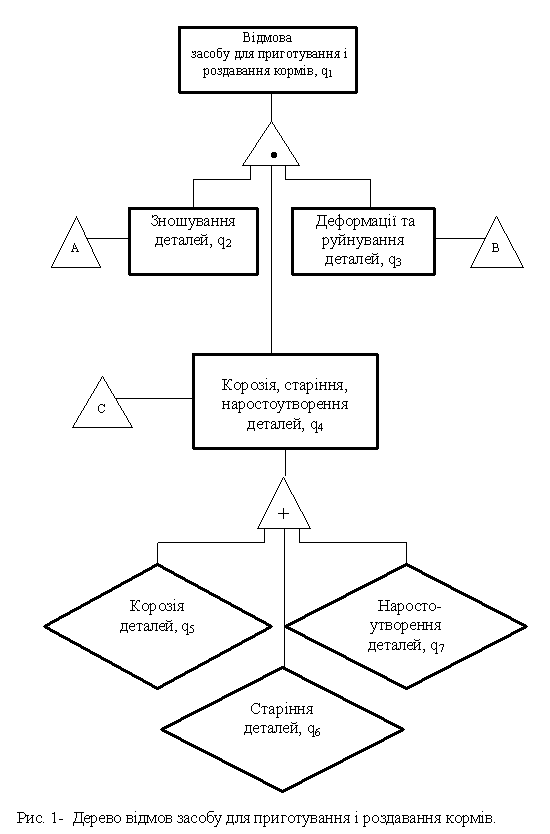 Відмова
засобу для приготування і
роздавання кормів, q1
Зношування
деталей, q2
Деформації та
руйнування
деталей, q3
А
В
Корозія, старіння,
наростоутворення
деталей, q4
С
+
Корозія
деталей, q5
Наросто-
утворення
деталей, q7
Старіння
деталей, q6
Рис. 1- Дерево відмов засобу для приготування і роздавання кормів.